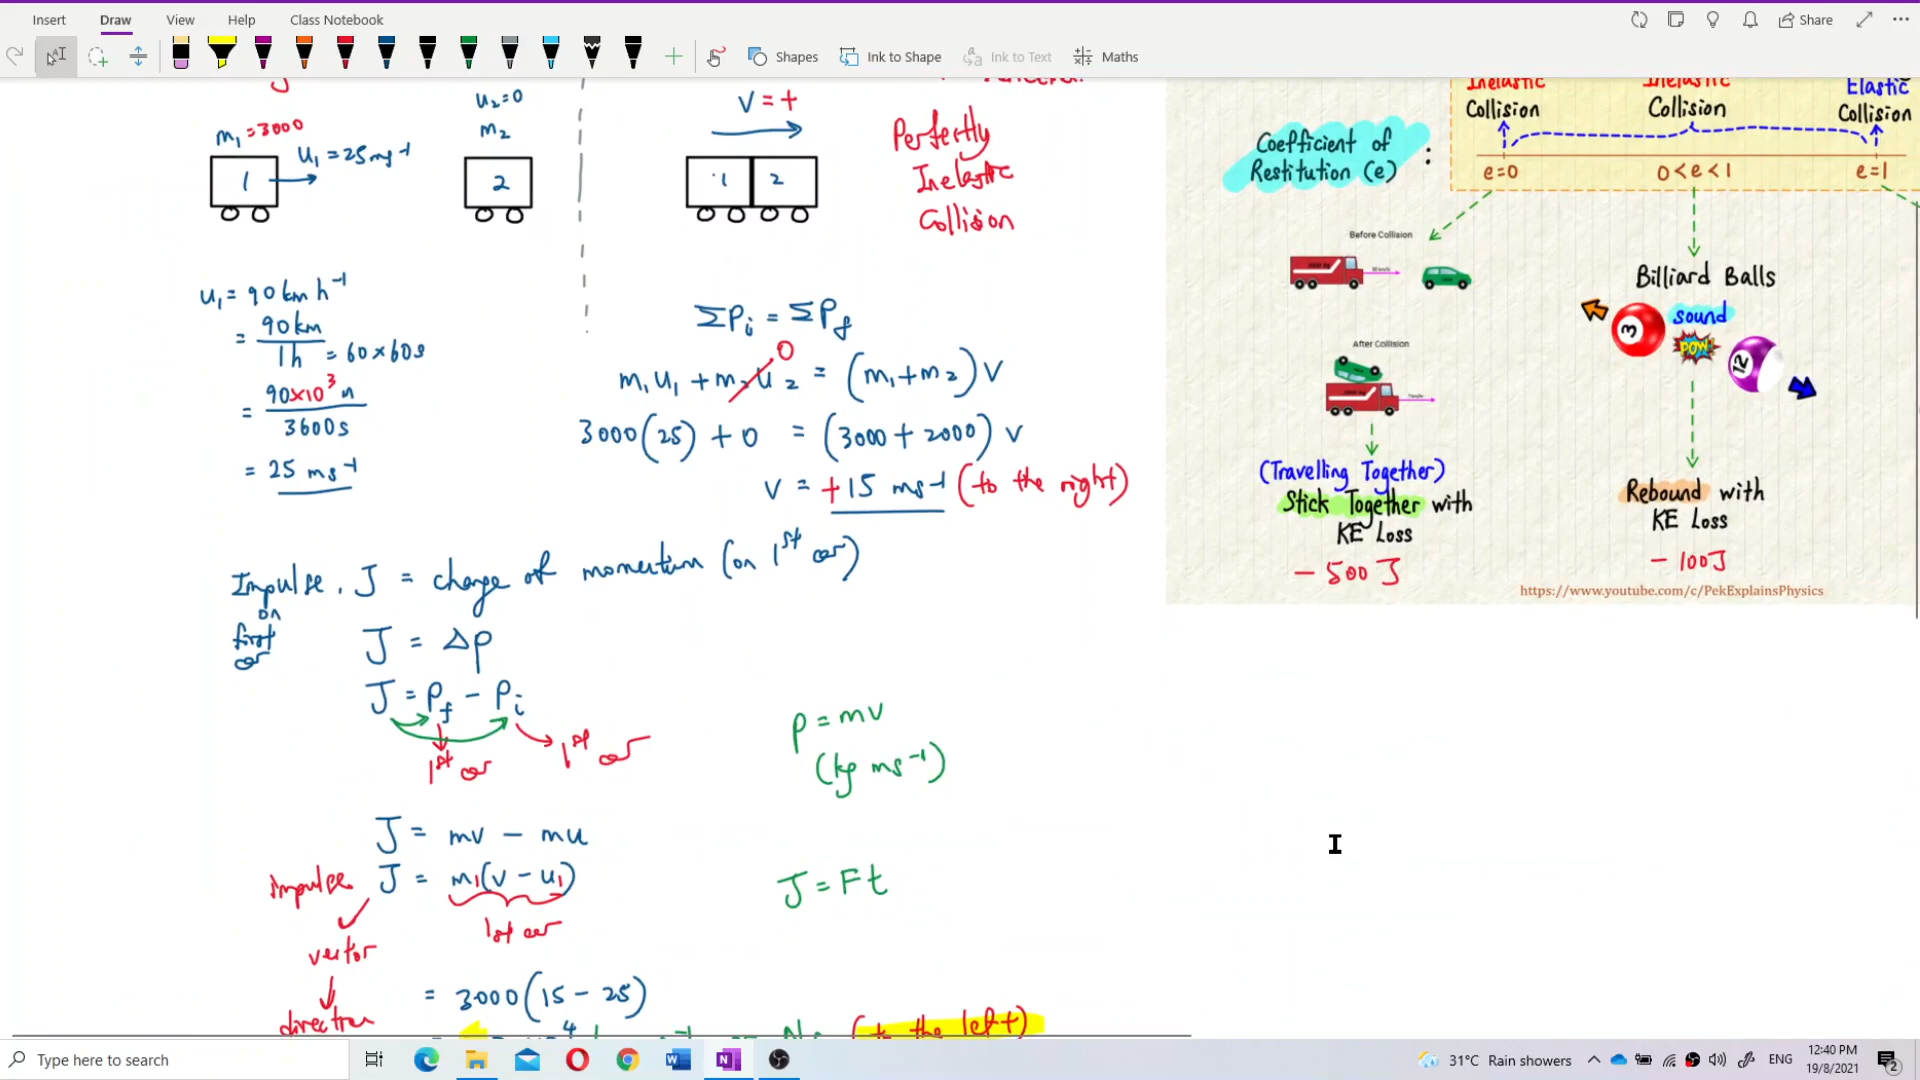 Insert Draw View Help Class Notebook
Share
Shapes Ink to Shape Ink to Text Maths
m₁ = 3000
u₁ = 25 ms⁻¹
1
u₂ = 0
m₂
2
V = +
1 2
Perfectly
Inelastic
Collision
u₁ = 90 km h⁻¹
= 90 km / 1h = 60 × 60s
= 90×10³ m / 3600 s
= 25 ms⁻¹
ΣPi = ΣPf
m₁u₁ + m₂u₂ = (m₁+m₂) V
0
3000(25) + 0 = (3000 + 2000) V
V = +15 ms⁻¹ (to the right)
Impulse, J = change of momentum (on 1st car)
on
first
car
J = Δp
J = Pf - Pi
1st car
1st car
p = mv
(kg ms⁻¹)
J = mv - mu
impulse J = m₁(v - u₁)
1st car
J = Ft
vector
direction
= 3000(15 - 25)
(to the left)
Inelastic Inelastic Elastic
Collision Collision Collision
Coefficient of
Restitution (e) :
e=0 0<e<1 e=1
Before Collision
After Collision
(Travelling Together)
Stick Together with
KE Loss
- 500 J
Billiard Balls
sound
3
POW!
12
Rebound with
KE Loss
- 100J
https://www.youtube.com/c/PekExplainsPhysics
Type here to search
31°C Rain showers
ENG
12:40 PM
19/8/2021
2